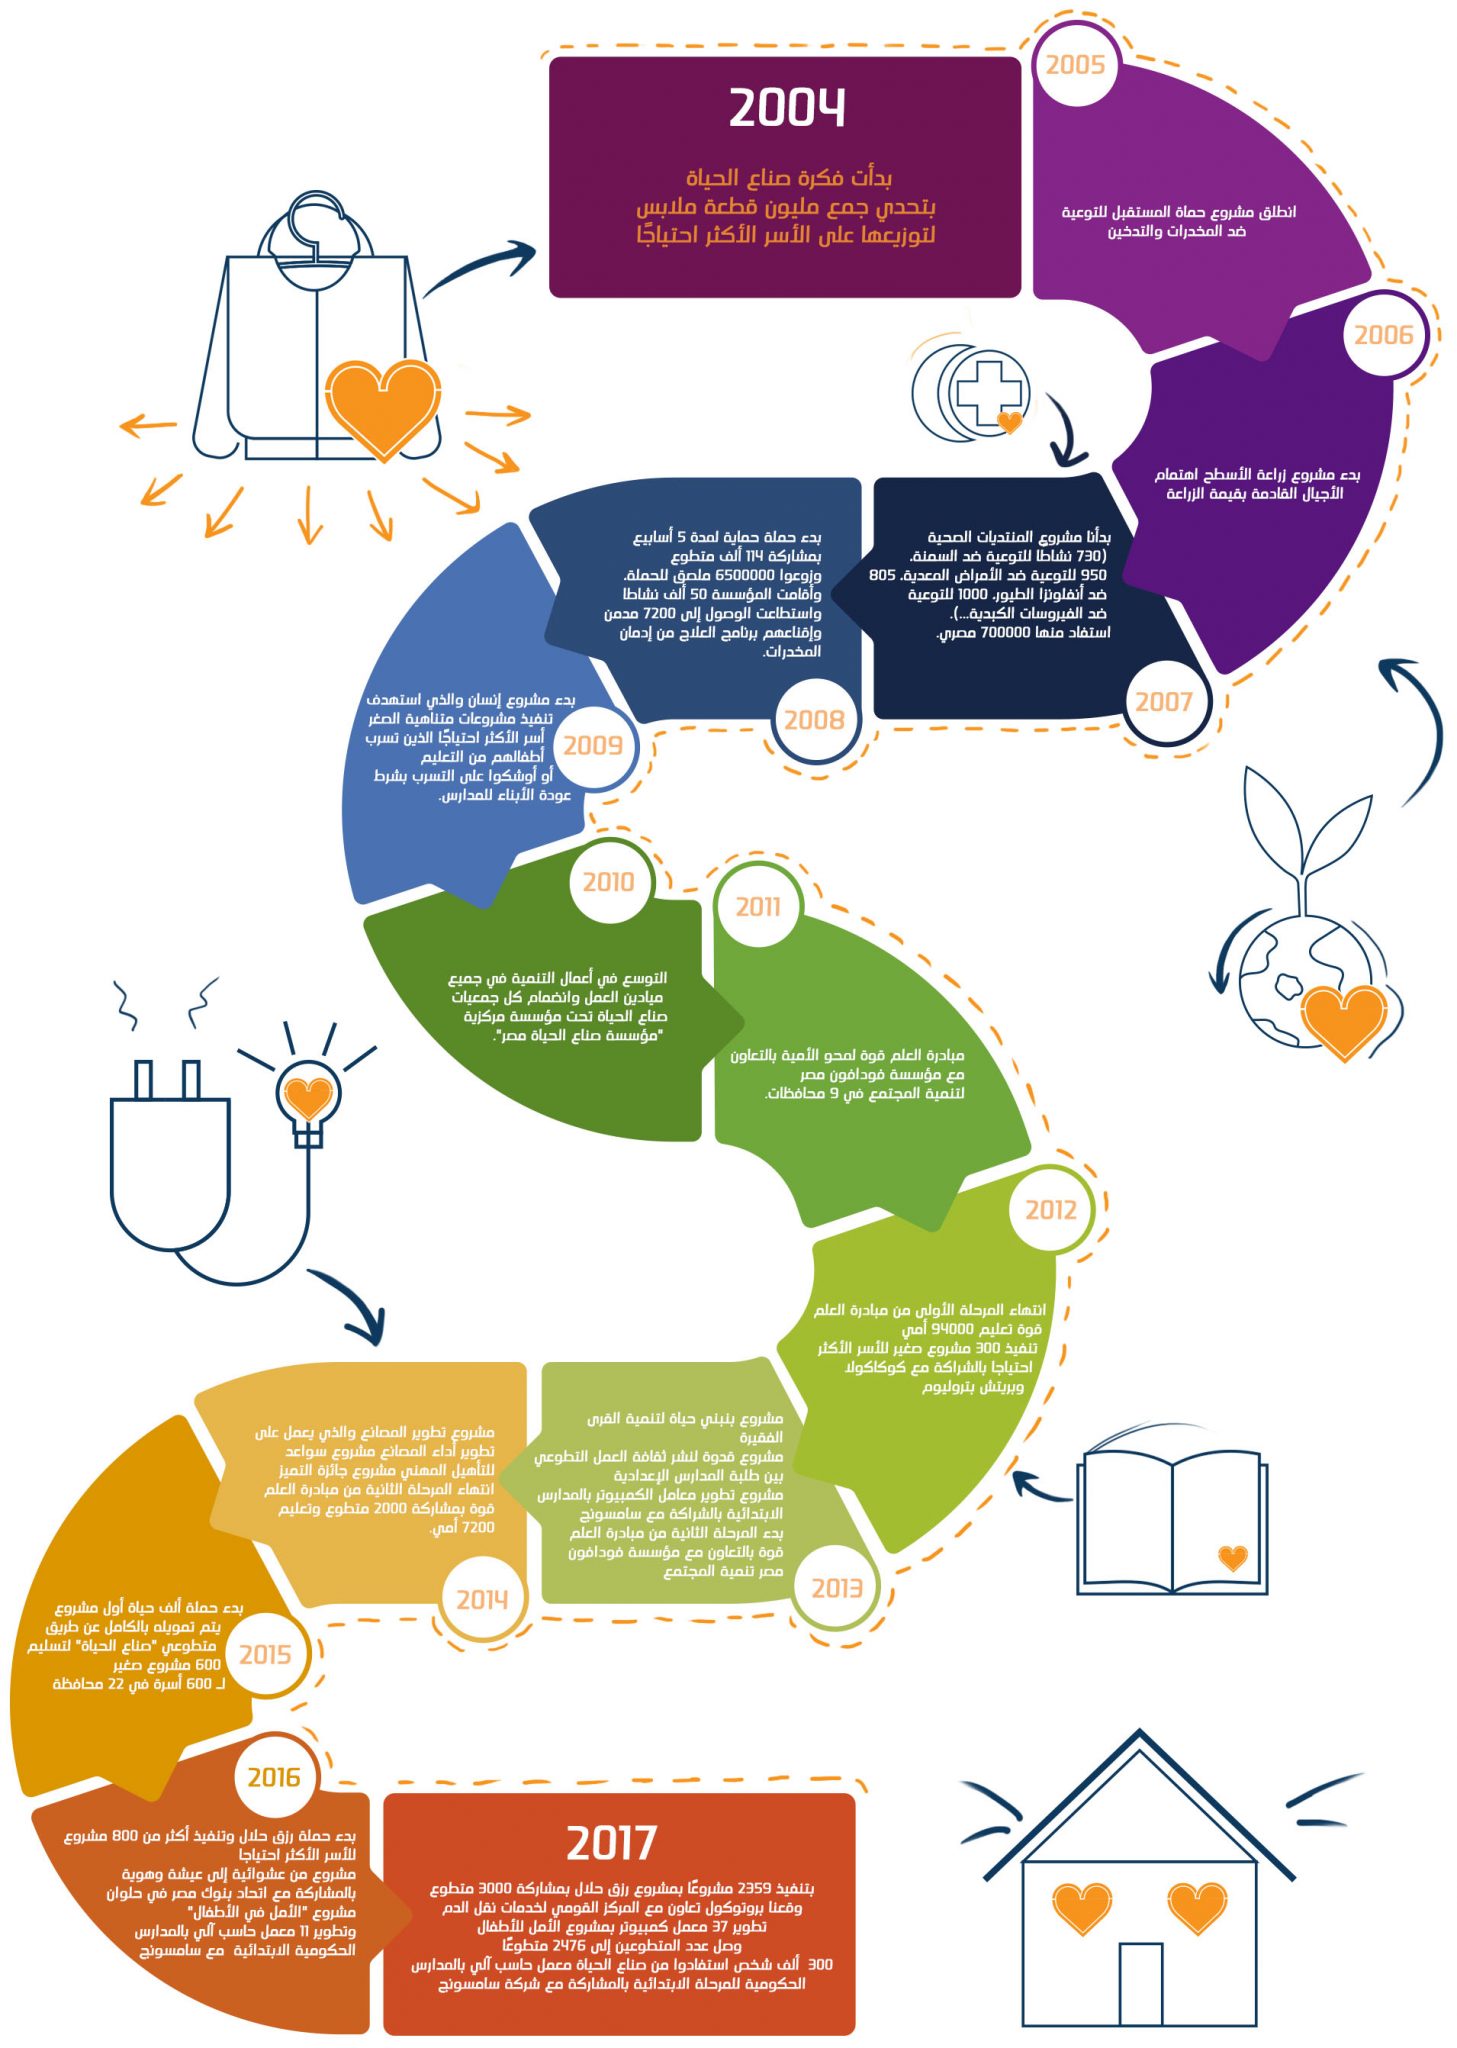 2004
بدأت فكرة صناع الحياة
بتحدي جمع مليون قطعة ملابس
لتوزيعها على الأسر الأكثر احتياجًا
2005
انطلق مشروع حماة المستقبل للتوعية
ضد المخدرات والتدخين
2006
بدء مشروع زراعة الأسطح اهتمام
الأجيال القادمة بقيمة الزراعة
2007
بدأنا مشروع المنتديات الصحية
(730 نشاطًا للتوعية ضد السمنة.
950 للتوعية ضد الأمراض المعدية. 805
ضد أنفلونزا الطيور. 1000 للتوعية
ضد الفيروسات الكبدية...).
استفاد منها 700000 مصري.
2008
بدء حملة حماية لمدة 5 أسابيع
بمشاركة 114 ألف متطوع
وزوعوا 6500000 ملصق للحملة.
وأقامت المؤسسة 50 ألف نشاطا
واستطاعت الوصول إلى 7200 مدمن
وإقناعهم برنامج العلاج من إدمان
المخدرات.
2009
بدء مشروع إنسان والذي استهدف
تنفيذ مشروعات متناهية الصغر
أسر الأكثر احتياجًا الذين تسرب
أطفالهم من التعليم
أو أوشكوا على التسرب بشرط
عودة الأبناء للمدارس.
2010
التوسع في أعمال التنمية في جميع
ميادين العمل وانضمام كل جمعيات
صناع الحياة تحت مؤسسة مركزية
"مؤسسة صناع الحياة مصر".
2011
مبادرة العلم قوة لمحو الأمية بالتعاون
مع مؤسسة فودافون مصر
لتنمية المجتمع في 9 محافظات.
2012
انتهاء المرحلة الأولى من مبادرة العلم
قوة تعليم 94000 أمي
تنفيذ 300 مشروع صغير للأسر الأكثر
احتياجا بالشراكة مع كوكاكولا
وبريتش بتروليوم
2013
مشروع بنبني حياة لتنمية القرى
الفقيرة
مشروع قدوة لنشر ثقافة العمل التطوعي
بين طلبة المدارس الإعدادية
مشروع تطوير معامل الكمبيوتر بالمدارس
الابتدائية بالشراكة مع سامسونج
بدء المرحلة الثانية من مبادرة العلم
قوة بالتعاون مع مؤسسة فودافون
مصر تنمية المجتمع
2014
مشروع تطوير المصانع والذي يعمل على
تطوير أداء المصانع مشروع سواعد
للتأهيل المهني مشروع جائزة التميز
انتهاء المرحلة الثانية من مبادرة العلم
قوة بمشاركة 2000 متطوع وتعليم
7200 أمي.
2015
بدء حملة ألف حياة أول مشروع
يتم تمويله بالكامل عن طريق
متطوعي "صناع الحياة" لتسليم
600 مشروع صغير
لـ 600 أسرة في 22 محافظة
2016
بدء حملة رزق حلال وتنفيذ أكثر من 800 مشروع
للأسر الأكثر احتياجا
مشروع من عشوائية إلى عيشة وهوية
بالمشاركة مع اتحاد بنوك مصر في حلوان
مشروع "الأمل في الأطفال"
وتطوير 11 معمل حاسب آلي بالمدارس
الحكومية الابتدائية مع سامسونج
2017
بتنفيذ 2359 مشروعًا بمشروع رزق حلال بمشاركة 3000 متطوع
وقعنا بروتوكول تعاون مع المركز القومي لخدمات نقل الدم
تطوير 37 معمل كمبيوتر بمشروع الأمل للأطفال
وصل عدد المتطوعين إلى 2476 متطوعًا
300 ألف شخص استفادوا من صناع الحياة معمل حاسب آلي بالمدارس
الحكومية للمرحلة الابتدائية بالمشاركة مع شركة سامسونج